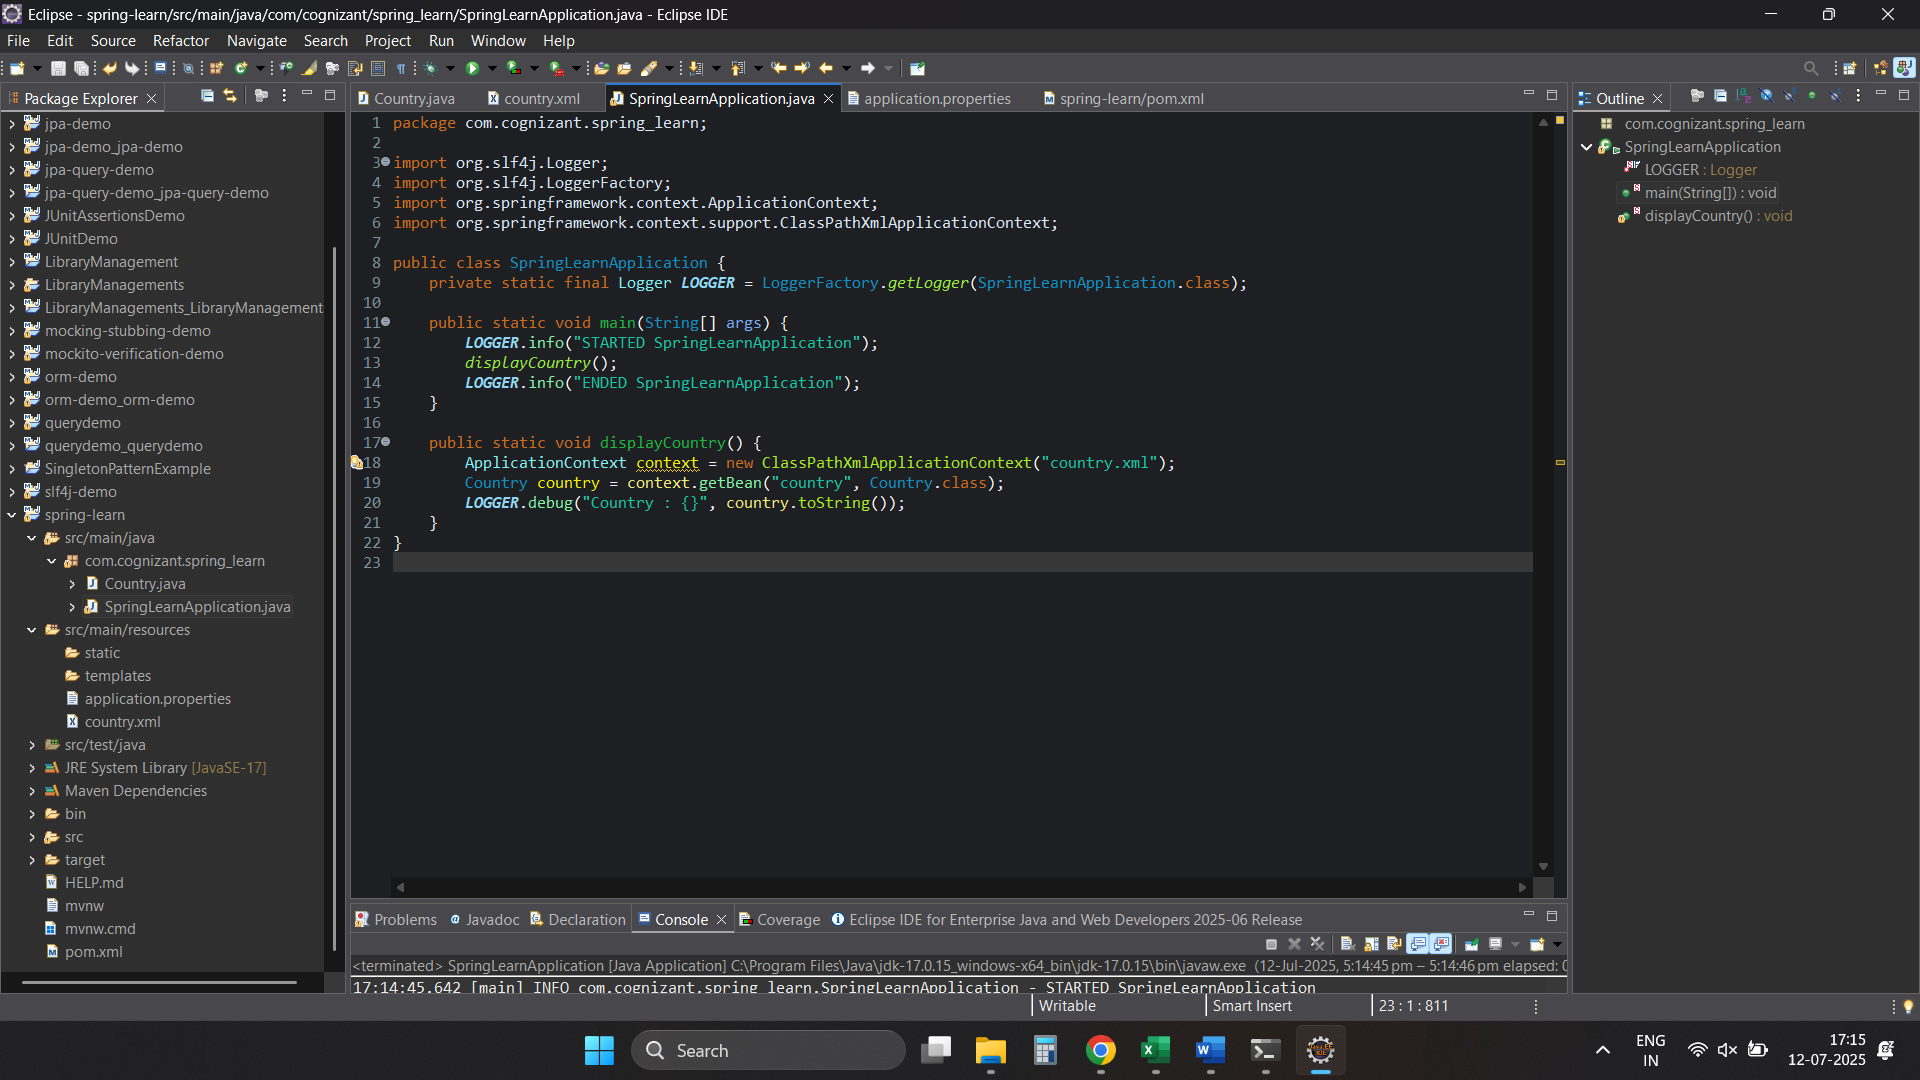 Eclipse - spring-learn/src/main/java/com/cognizant/spring_learn/SpringLearnApplication.java - Eclipse IDE
File Edit Source Refactor Navigate Search Project Run Window Help
Package Explorer
jpa-demo
jpa-demo_jpa-demo
jpa-query-demo
jpa-query-demo_jpa-query-demo
JUnitAssertionsDemo
JUnitDemo
LibraryManagement
LibraryManagements
LibraryManagements_LibraryManagement
mocking-stubbing-demo
mockito-verification-demo
orm-demo
orm-demo_orm-demo
querydemo
querydemo_querydemo
SingletonPatternExample
slf4j-demo
spring-learn
src/main/java
com.cognizant.spring_learn
Country.java
SpringLearnApplication.java
src/main/resources
static
templates
application.properties
country.xml
src/test/java
JRE System Library [JavaSE-17]
Maven Dependencies
bin
src
target
HELP.md
mvnw
mvnw.cmd
pom.xml
Country.java country.xml SpringLearnApplication.java application.properties spring-learn/pom.xml
1 package com.cognizant.spring_learn;
2
3 import org.slf4j.Logger;
4 import org.slf4j.LoggerFactory;
5 import org.springframework.context.ApplicationContext;
6 import org.springframework.context.support.ClassPathXmlApplicationContext;
7
8 public class SpringLearnApplication {
9 private static final Logger LOGGER = LoggerFactory.getLogger(SpringLearnApplication.class);
10
11 public static void main(String[] args) {
12 LOGGER.info("STARTED SpringLearnApplication");
13 displayCountry();
14 LOGGER.info("ENDED SpringLearnApplication");
15 }
16
17 public static void displayCountry() {
18 ApplicationContext context = new ClassPathXmlApplicationContext("country.xml");
19 Country country = context.getBean("country", Country.class);
20 LOGGER.debug("Country : {}", country.toString());
21 }
22 }
23
Outline
com.cognizant.spring_learn
SpringLearnApplication
LOGGER : Logger
main(String[]) : void
displayCountry() : void
Problems Javadoc Declaration Console Coverage Eclipse IDE for Enterprise Java and Web Developers 2025-06 Release
<terminated> SpringLearnApplication [Java Application] C:\Program Files\Java\jdk-17.0.15_windows-x64_bin\jdk-17.0.15\bin\javaw.exe (12-Jul-2025, 5:14:45 pm – 5:14:46 pm elapsed: 0
17:14:45.642 [main] INFO com.cognizant.spring_learn.SpringLearnApplication - STARTED SpringLearnApplication
Writable Smart Insert 23 : 1 : 811
Search
ENG
IN
17:15
12-07-2025